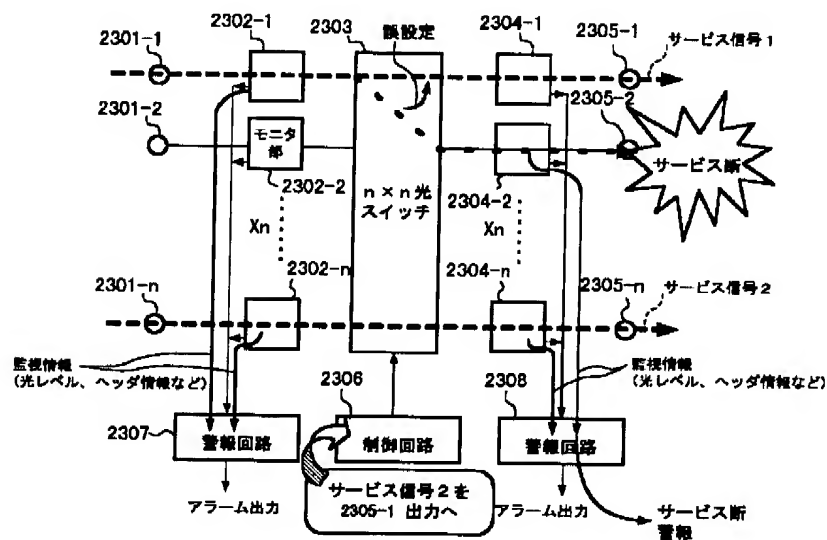 2302-1
2303
2304-1
2301-1
誤設定
2305-1
サービス信号1
2301-2
2305-2
モニタ
部
サービス断
2302-2
n×n光
スイッチ
2304-2
Xn
Xn
2302-n
2304-n
2301-n
2305-n
サービス信号2
監視情報
(光レベル、ヘッダ情報など)
2306
2308
監視情報
(光レベル、ヘッダ情報など)
2307
警報回路
制御回路
警報回路
アラーム出力
サービス信号2を
2305-1 出力へ
アラーム出力
サービス断
警報